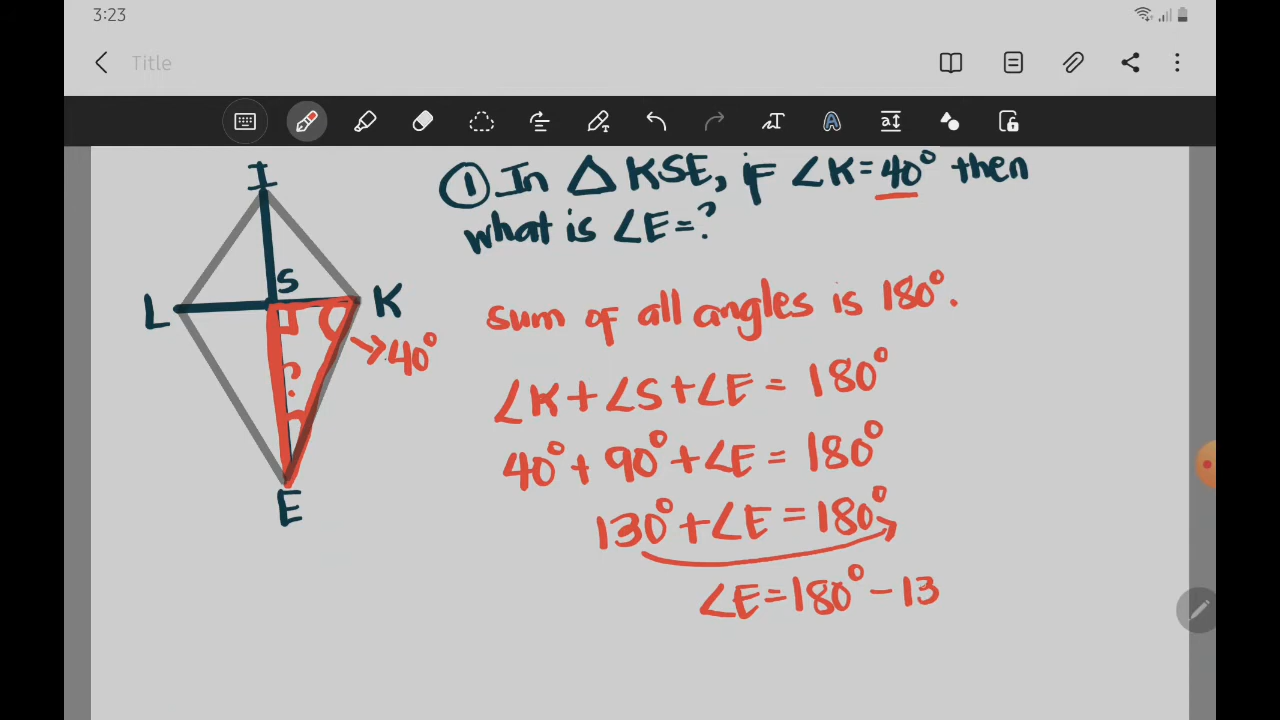 3:23
Title
① In △ KSE, if ∠K=40° then
what is ∠E=?
I
S
L
K
40°
?
E
sum of all angles is 180°.
∠K+∠S+∠E = 180°
40°+ 90°+∠E = 180°
130°+∠E = 180°
∠E=180°-13